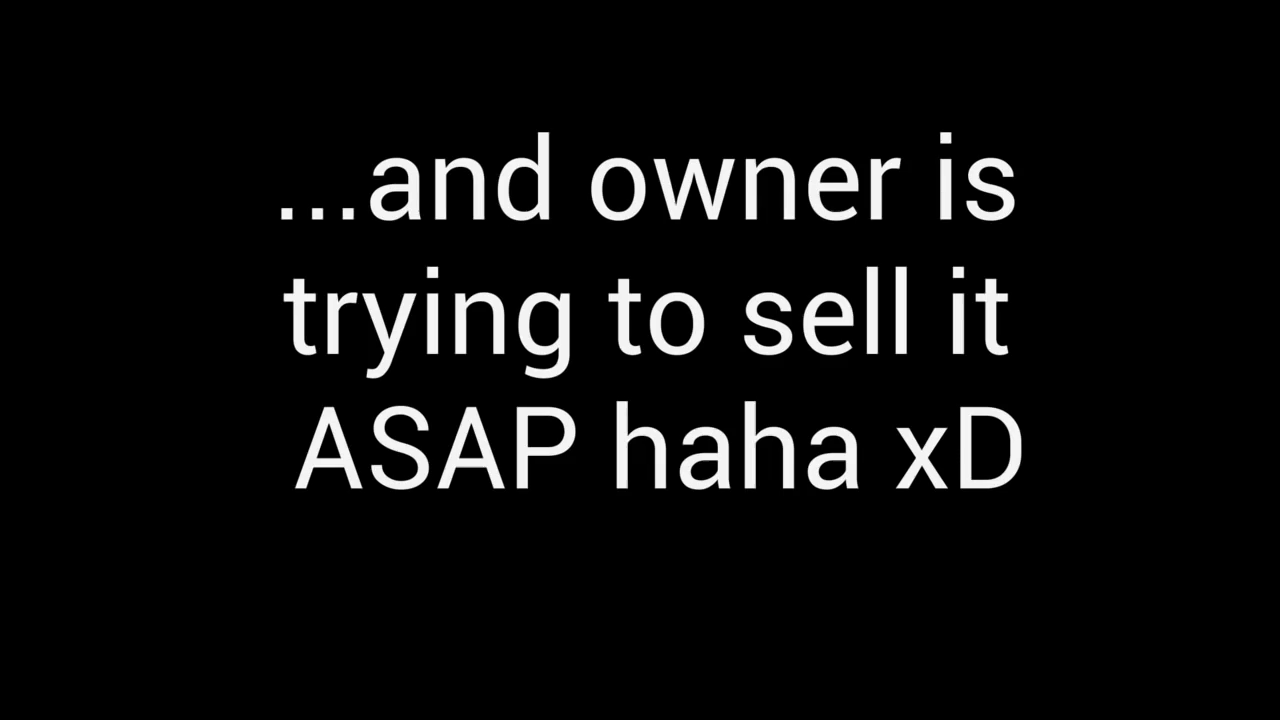 ...and owner is
trying to sell it
ASAP haha xD